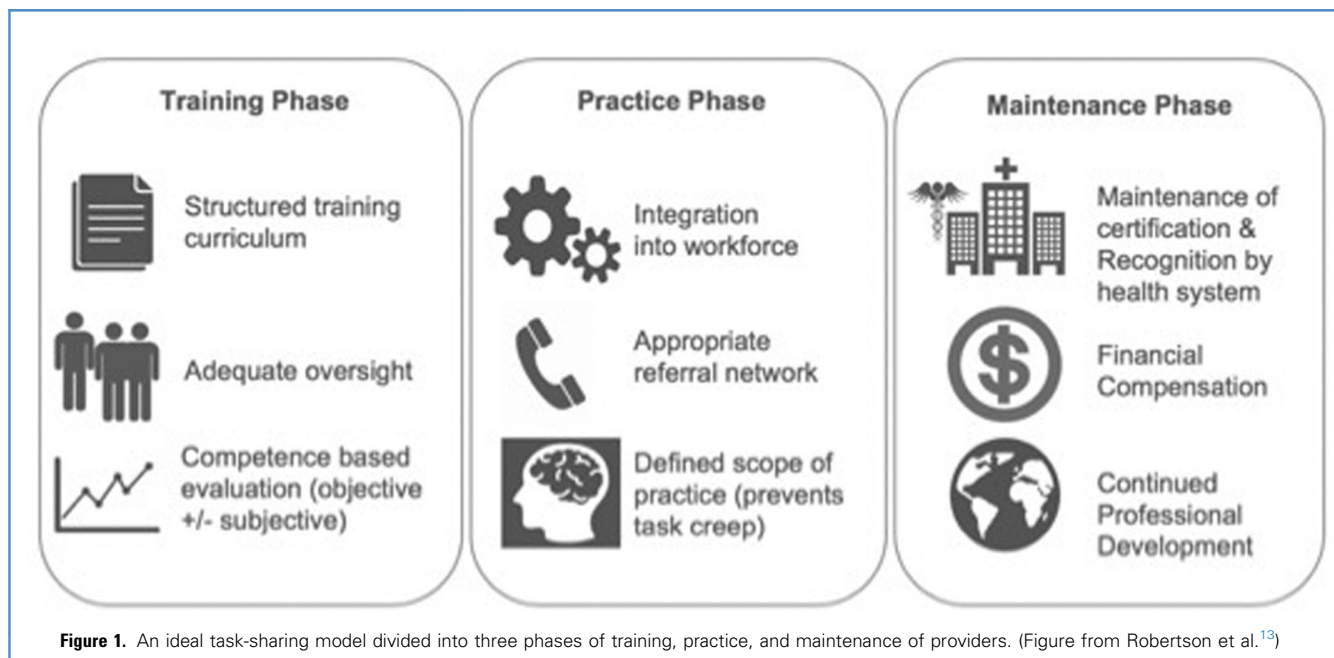 Training Phase
Structured training
curriculum
Adequate oversight
Competence based
evaluation (objective
+/- subjective)
Practice Phase
Integration
into workforce
Appropriate
referral network
Defined scope of
practice (prevents
task creep)
Maintenance Phase
Maintenance of
certification &
Recognition by
health system
Financial
Compensation
Continued
Professional
Development
Figure 1. An ideal task-sharing model divided into three phases of training, practice, and maintenance of providers. (Figure from Robertson et al.13)